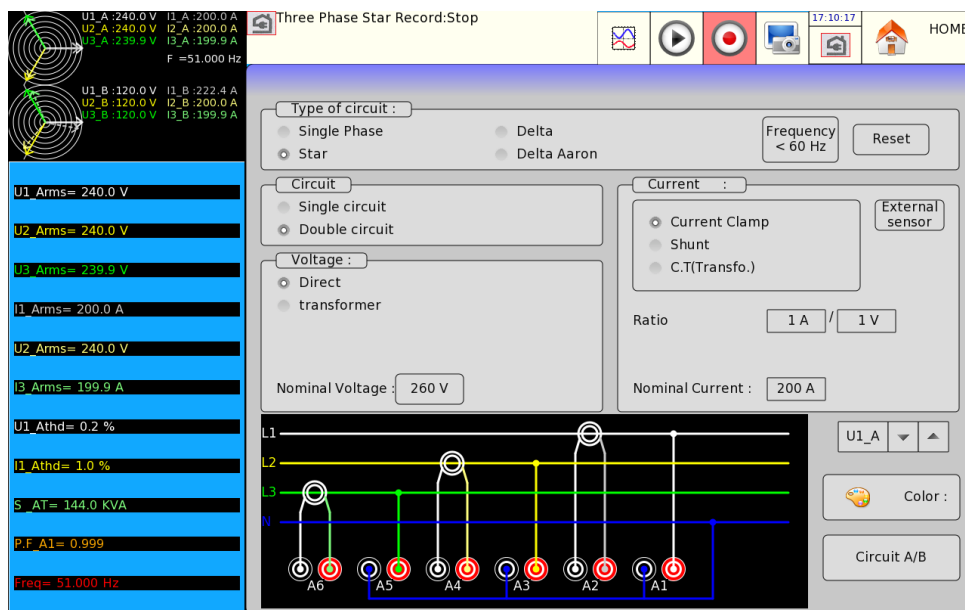 U1_A :240.0 V I1_A :200.0 A
U2_A :240.0 V I2_A :200.0 A
U3_A :239.9 V I3_A :199.9 A
F =51.000 Hz
U1_B :120.0 V I1_B :222.4 A
U2_B :120.0 V I2_B :200.0 A
U3_B :120.0 V I3_B :199.9 A
U1_Arms= 240.0 V
U2_Arms= 240.0 V
U3_Arms= 239.9 V
I1_Arms= 200.0 A
U2_Arms= 240.0 V
I3_Arms= 199.9 A
U1_Athd= 0.2 %
I1_Athd= 1.0 %
S_AT= 144.0 KVA
P.F_A1= 0.999
Freq= 51.000 Hz
Three Phase Star Record:Stop
17:10:17
HOME
Type of circuit :
Single Phase
Delta
Star
Delta Aaron
Frequency
< 60 Hz
Reset
Circuit
Single circuit
Double circuit
Voltage :
Direct
transformer
Nominal Voltage :
260 V
Current :
Current Clamp
Shunt
C.T(Transfo.)
External
sensor
Ratio
1 A / 1 V
Nominal Current :
200 A
L1
L2
L3
N
A6 A5 A4 A3 A2 A1
U1_A
Color :
Circuit A/B